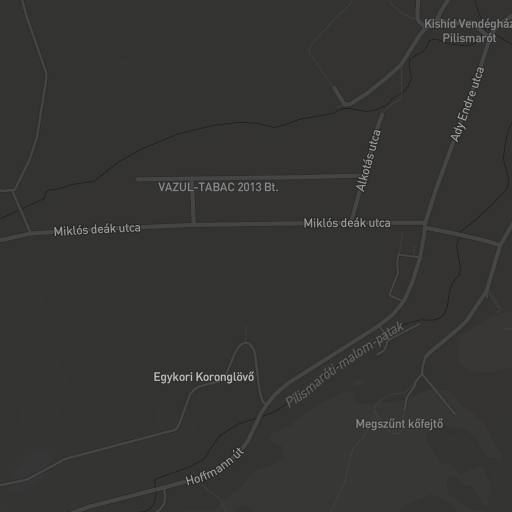 Kishíd Vendégház
Pilismarót
Ady Endre utca
Alkotás utca
VAZUL-TABAC 2013 Bt.
Miklós deák utca
Miklós deák utca
Pilismaróti-malom-patak
Egykori Koronglövő
Megszűnt kőfejtő
Hoffmann út